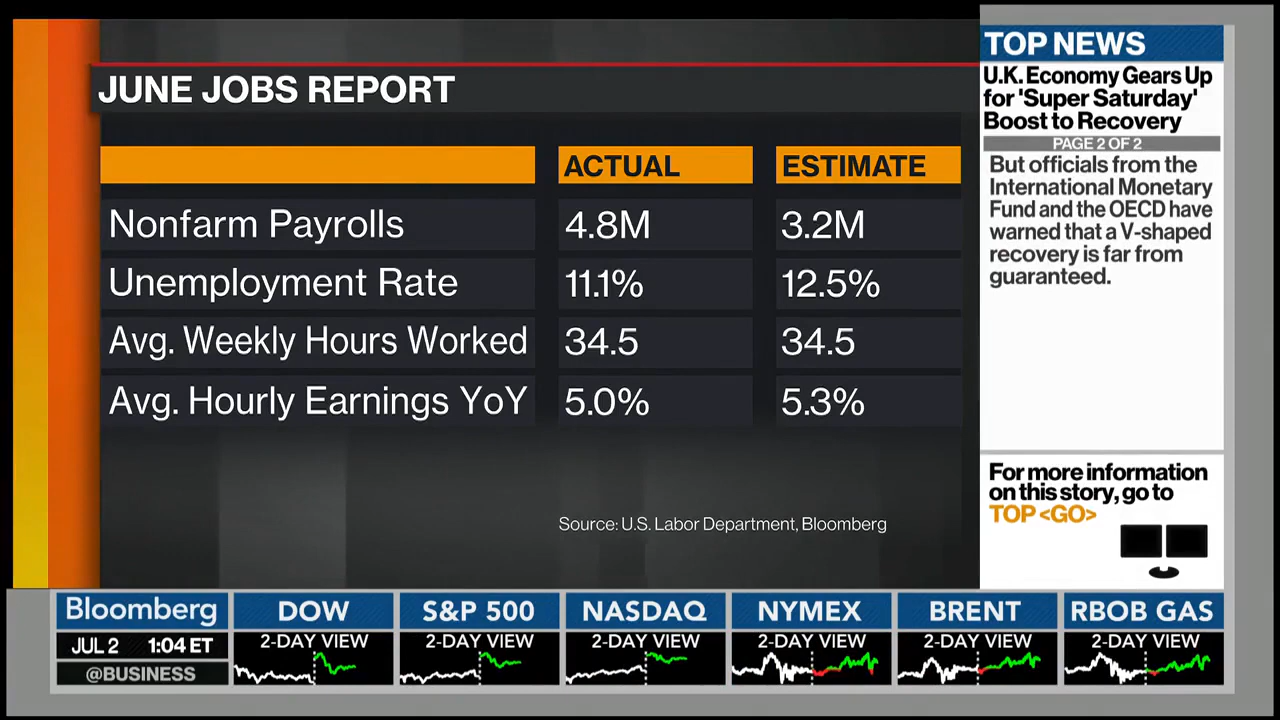 JUNE JOBS REPORT
ACTUAL ESTIMATE
Nonfarm Payrolls 4.8M 3.2M
Unemployment Rate 11.1% 12.5%
Avg. Weekly Hours Worked 34.5 34.5
Avg. Hourly Earnings YoY 5.0% 5.3%
Source: U.S. Labor Department, Bloomberg
TOP NEWS
U.K. Economy Gears Up
for 'Super Saturday'
Boost to Recovery
PAGE 2 OF 2
But officials from the
International Monetary
Fund and the OECD have
warned that a V-shaped
recovery is far from
guaranteed.
For more information
on this story, go to
TOP <GO>
Bloomberg DOW S&P 500 NASDAQ NYMEX BRENT RBOB GAS
JUL 2 1:04 ET 2-DAY VIEW 2-DAY VIEW 2-DAY VIEW 2-DAY VIEW 2-DAY VIEW 2-DAY VIEW
@BUSINESS